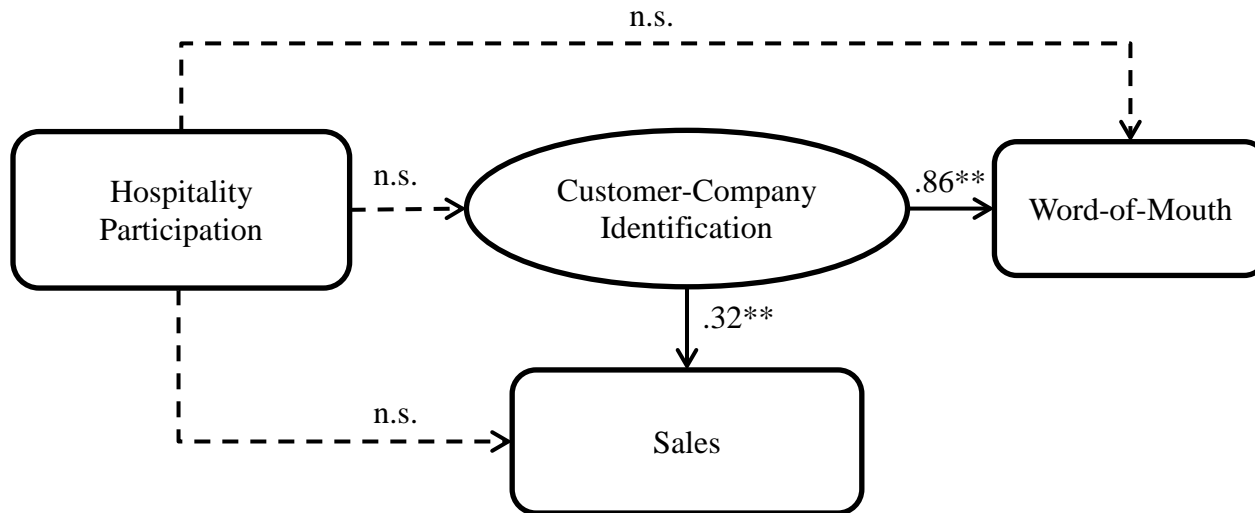 n.s.
Hospitality
Participation
n.s.
Customer-Company
Identification
.86**
Word-of-Mouth
.32**
n.s.
Sales